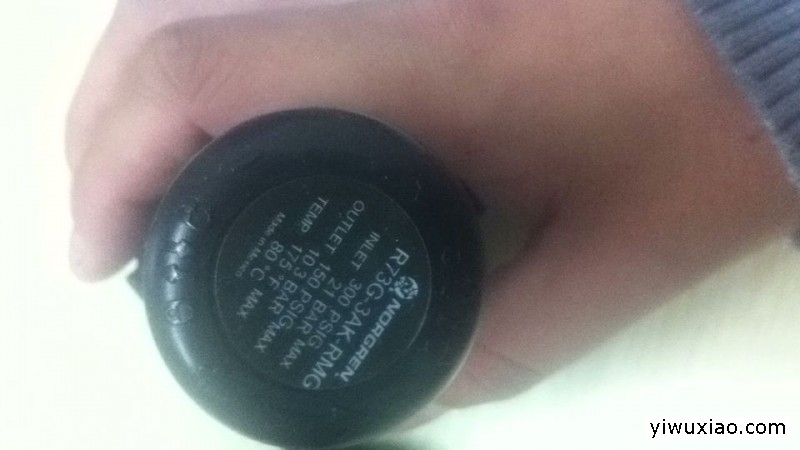 NORGREN
R73G-3AK-RMG
INLET 300 PSIG MAX
21 BAR
OUTLET 150 PSIG MAX
10.3 BAR
TEMP. 175°F MAX
80°C
Made in Mexico
yiwuxiao.com